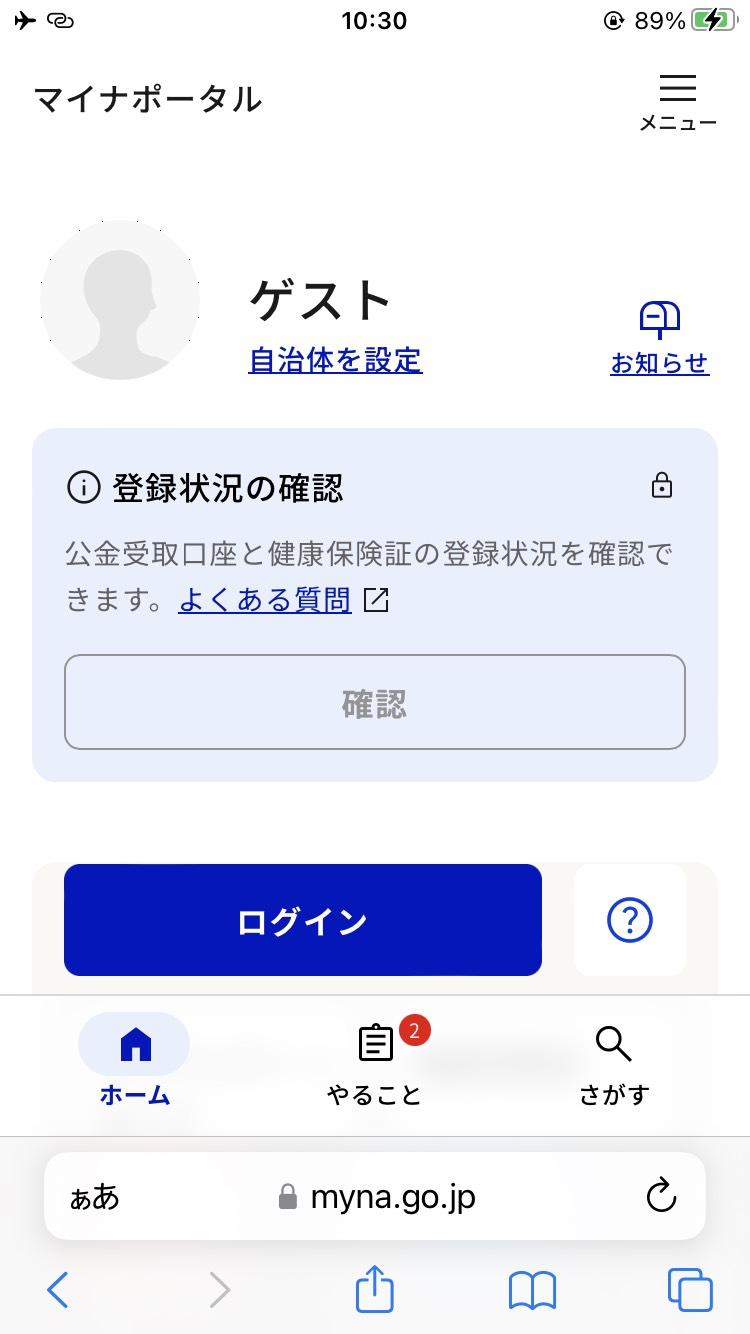 10:30
89%
マイナポータル
メニュー
ゲスト
自治体を設定
お知らせ
登録状況の確認
公金受取口座と健康保険証の登録状況を確認で
きます。よくある質問
確認
ログイン
?
2
ホーム
やること
さがす
ぁあ
myna.go.jp